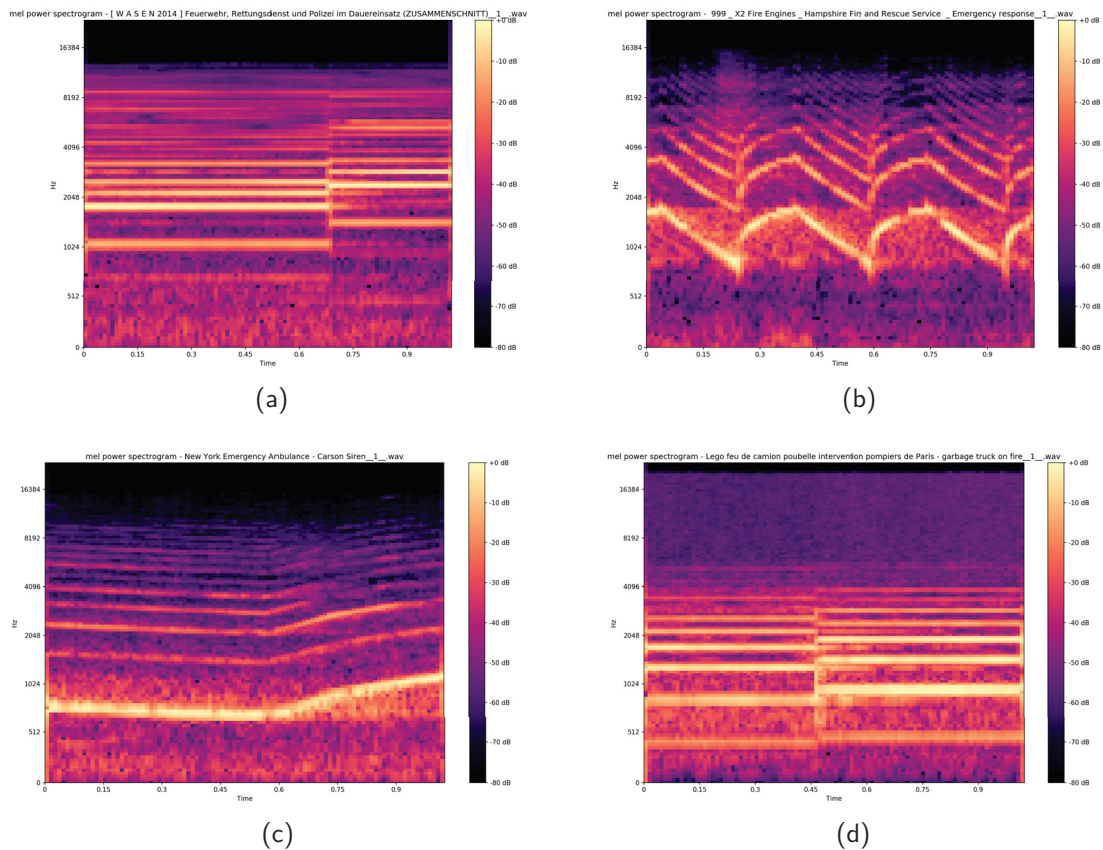 mel power spectrogram - [ W A S E N 2014 ] Feuerwehr, Rettungsdienst und Polizei im Dauereinsatz (ZUSAMMENSCHNITT)__1__.wav
16384
8192
4096
2048
1024
512
0
Hz
0 0.15 0.3 0.45 0.6 0.75 0.9
Time
+0 dB
-10 dB
-20 dB
-30 dB
-40 dB
-50 dB
-60 dB
-70 dB
-80 dB
(a)
mel power spectrogram - 999 _ X2 Fire Engines _ Hampshire Fire and Rescue Service _ Emergency response__1__.wav
16384
8192
4096
2048
1024
512
0
Hz
0 0.15 0.3 0.45 0.6 0.75 0.9
Time
+0 dB
-10 dB
-20 dB
-30 dB
-40 dB
-50 dB
-60 dB
-70 dB
-80 dB
(b)
mel power spectrogram - New York Emergency Ambulance - Carson Siren__1__.wav
16384
8192
4096
2048
1024
512
0
Hz
0 0.15 0.3 0.45 0.6 0.75 0.9
Time
+0 dB
-10 dB
-20 dB
-30 dB
-40 dB
-50 dB
-60 dB
-70 dB
-80 dB
(c)
mel power spectrogram - Lego feu de camion poubelle intervention pompiers de Paris - garbage truck on fire__1__.wav
16384
8192
4096
2048
1024
512
0
Hz
0 0.15 0.3 0.45 0.6 0.75 0.9
Time
+0 dB
-10 dB
-20 dB
-30 dB
-40 dB
-50 dB
-60 dB
-70 dB
-80 dB
(d)